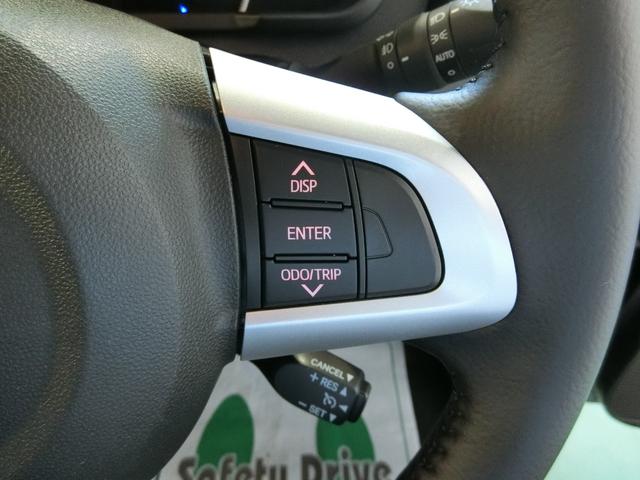 AUTO
DISP
ENTER
ODO/TRIP
CANCEL
+ RES
− SET
Safety Drive